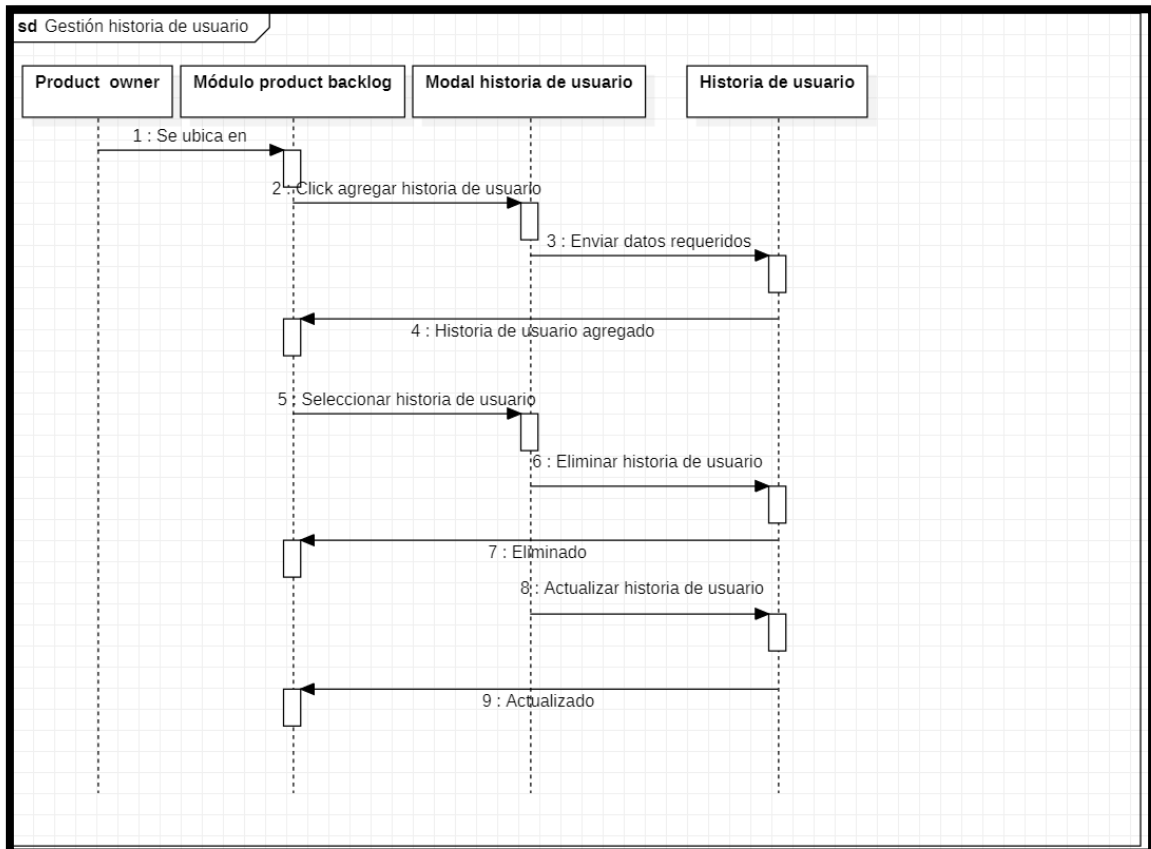 sd Gestión historia de usuario
Product owner
Módulo product backlog
Modal historia de usuario
Historia de usuario
1 : Se ubica en
2 : Click agregar historia de usuario
3 : Enviar datos requeridos
4 : Historia de usuario agregado
5 : Seleccionar historia de usuario
6 : Eliminar historia de usuario
7 : Eliminado
8 : Actualizar historia de usuario
9 : Actualizado